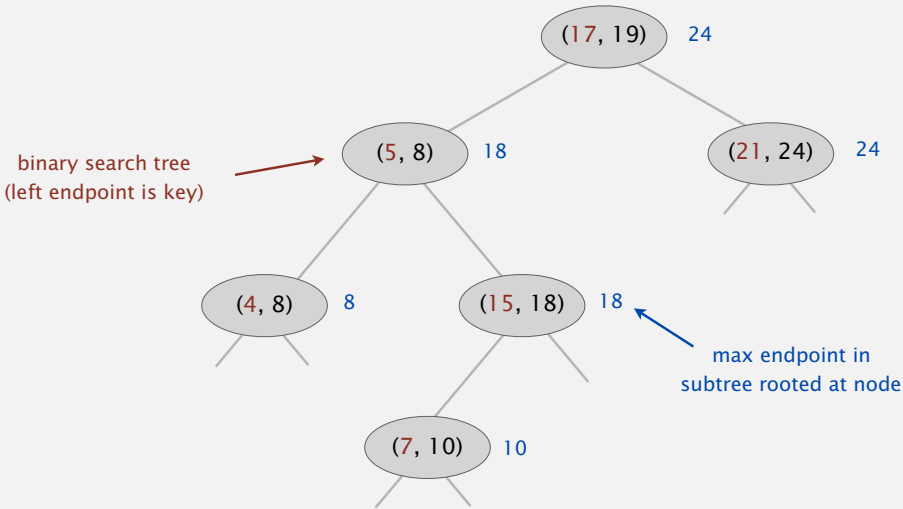 (17, 19) 24
(5, 8) 18
(21, 24) 24
binary search tree
(left endpoint is key)
(4, 8) 8
(15, 18) 18
max endpoint in
subtree rooted at node
(7, 10) 10